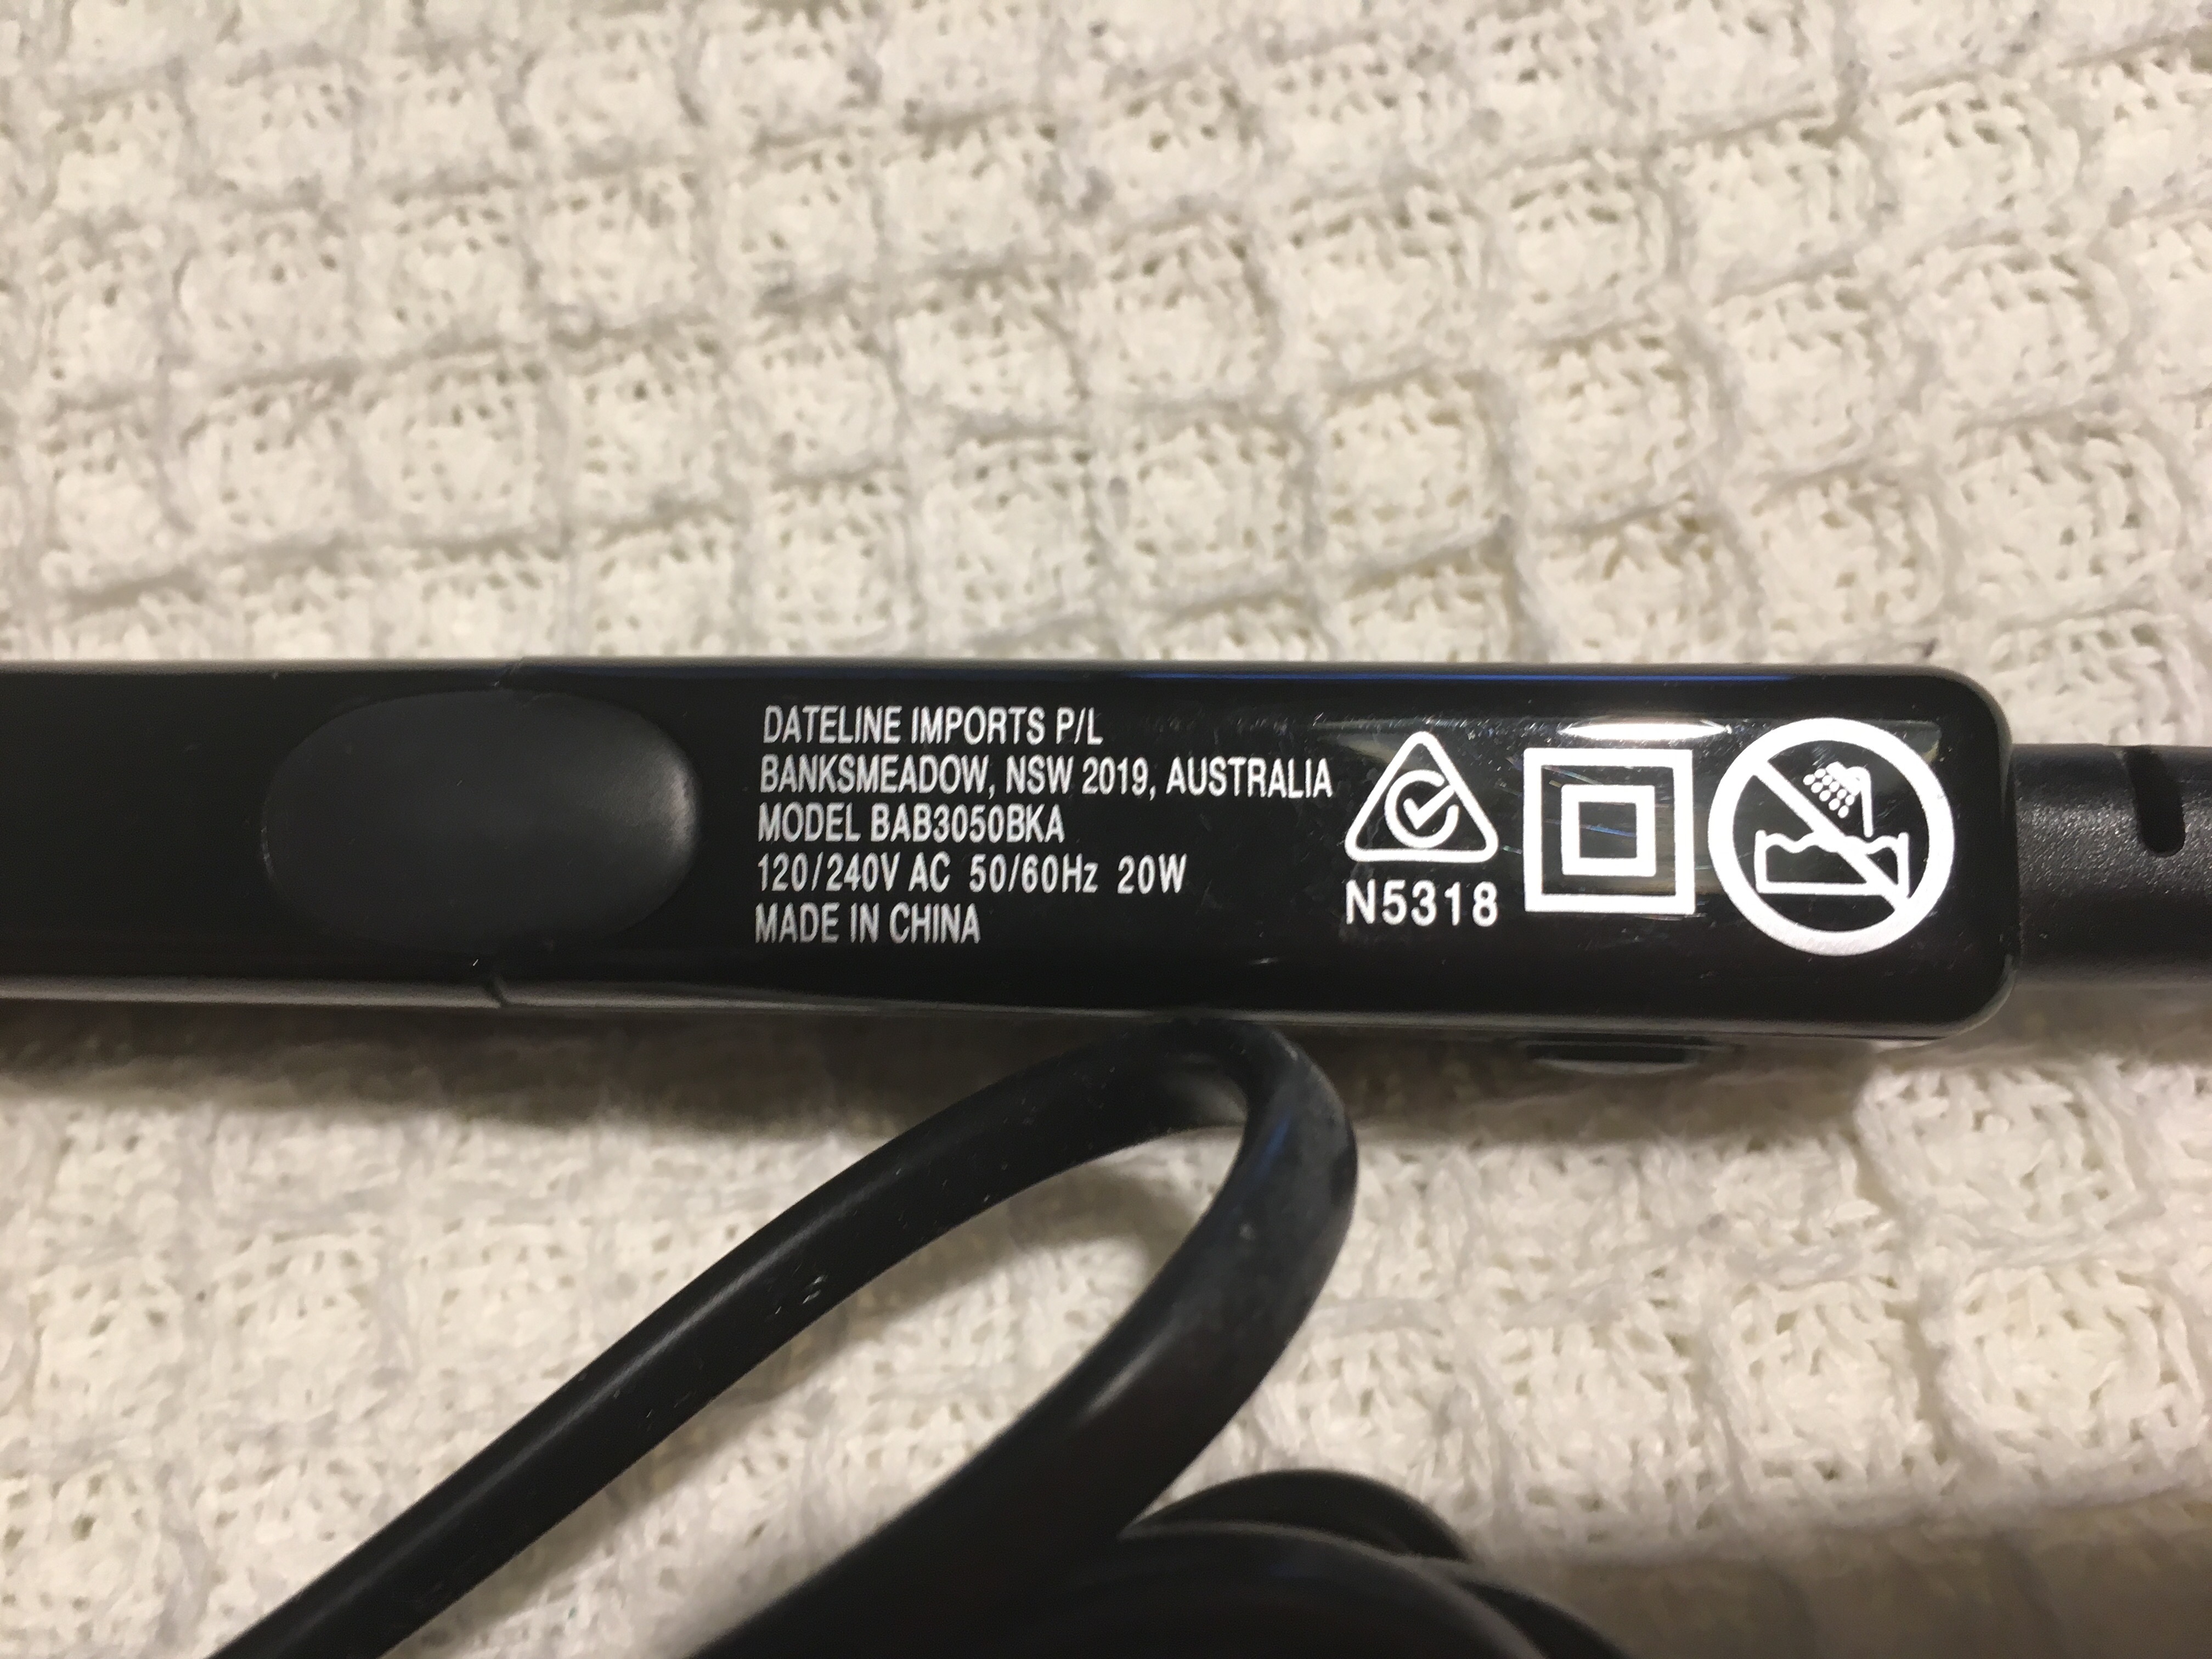 DATELINE IMPORTS P/L
BANKSMEADOW, NSW 2019, AUSTRALIA
MODEL BAB3050BKA
120/240V AC 50/60Hz 20W
MADE IN CHINA
N5318